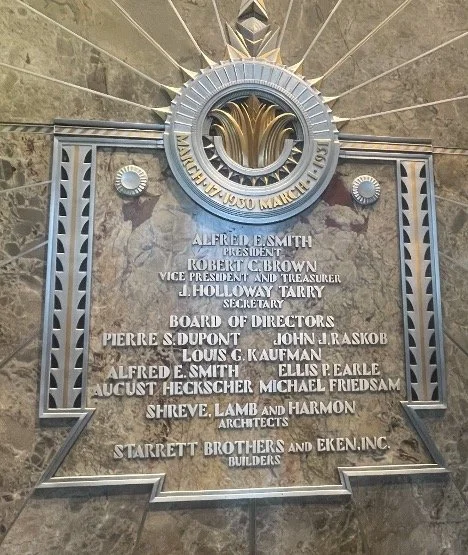 MARCH·17·1930 MARCH·1·1931
ALFRED E. SMITH
PRESIDENT
ROBERT C. BROWN
VICE PRESIDENT AND TREASURER
J. HOLLOWAY TARRY
SECRETARY
BOARD OF DIRECTORS
PIERRE S. DUPONT JOHN J. RASKOB
LOUIS G. KAUFMAN
ALFRED E. SMITH ELLIS P. EARLE
AUGUST HECKSCHER MICHAEL FRIEDSAM
SHREVE, LAMB AND HARMON
ARCHITECTS
STARRETT BROTHERS AND EKEN, INC.
BUILDERS